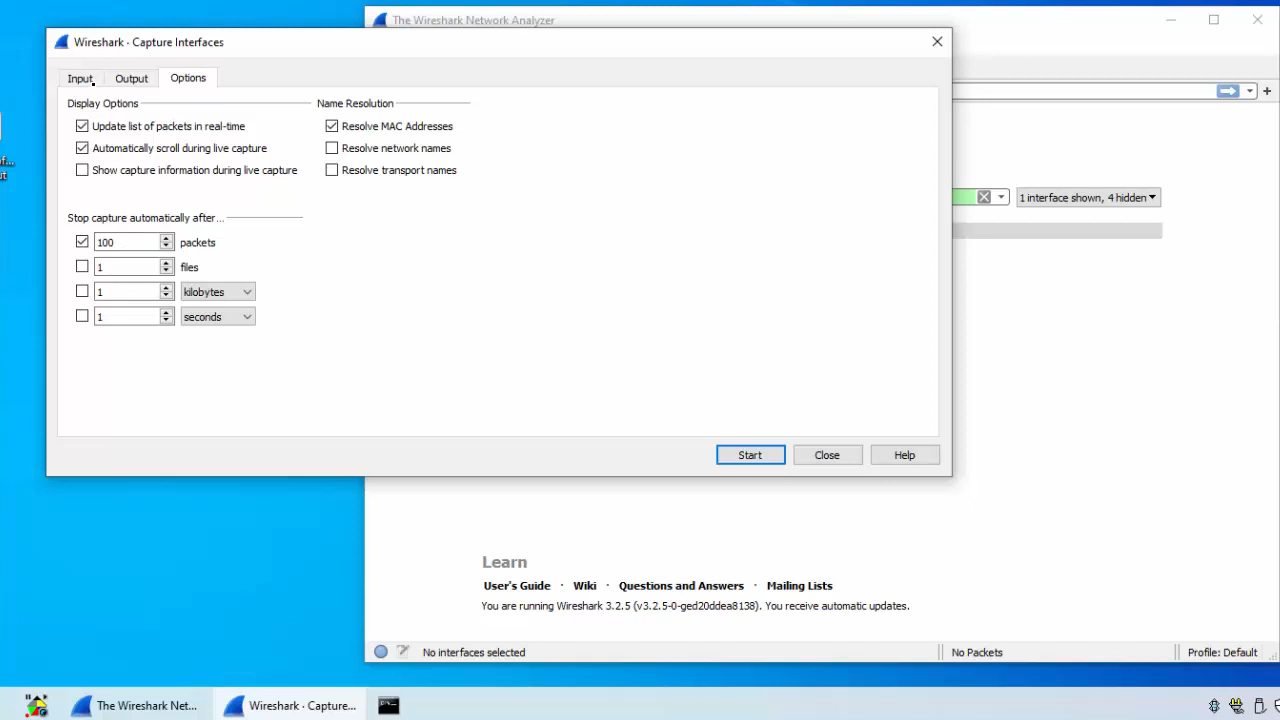 The Wireshark Network Analyzer
Wireshark · Capture Interfaces
Input Output Options
Display Options
Update list of packets in real-time
Automatically scroll during live capture
Show capture information during live capture
Name Resolution
Resolve MAC Addresses
Resolve network names
Resolve transport names
Stop capture automatically after...
100 packets
1 files
1 kilobytes
1 seconds
Start Close Help
1 interface shown, 4 hidden
Learn
User's Guide · Wiki · Questions and Answers · Mailing Lists
You are running Wireshark 3.2.5 (v3.2.5-0-ged20ddea8138). You receive automatic updates.
No interfaces selected No Packets Profile: Default
The Wireshark Net... Wireshark · Capture...